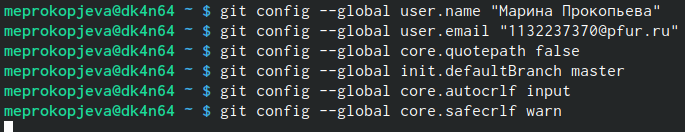 meprokopjeva@dk4n64 ~ $ git config --global user.name "Марина Прокопьева"
meprokopjeva@dk4n64 ~ $ git config --global user.email "1132237370@pfur.ru"
meprokopjeva@dk4n64 ~ $ git config --global core.quotepath false
meprokopjeva@dk4n64 ~ $ git config --global init.defaultBranch master
meprokopjeva@dk4n64 ~ $ git config --global core.autocrlf input
meprokopjeva@dk4n64 ~ $ git config --global core.safecrlf warn